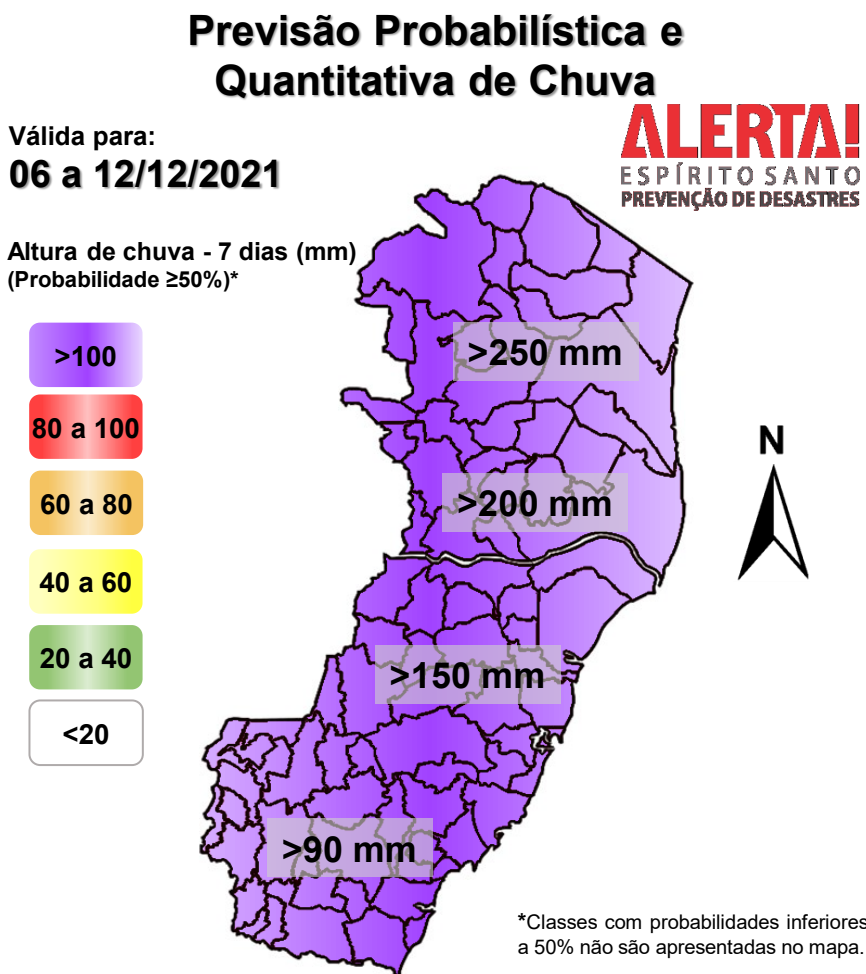 Previsão Probabilística e
Quantitativa de Chuva
Válida para:
06 a 12/12/2021
ALERTA!
ESPÍRITO SANTO
PREVENÇÃO DE DESASTRES
Altura de chuva - 7 dias (mm)
(Probabilidade ≥50%)*
>100
80 a 100
60 a 80
40 a 60
20 a 40
<20
>250 mm
>200 mm
>150 mm
>90 mm
N
*Classes com probabilidades inferiores
a 50% não são apresentadas no mapa.